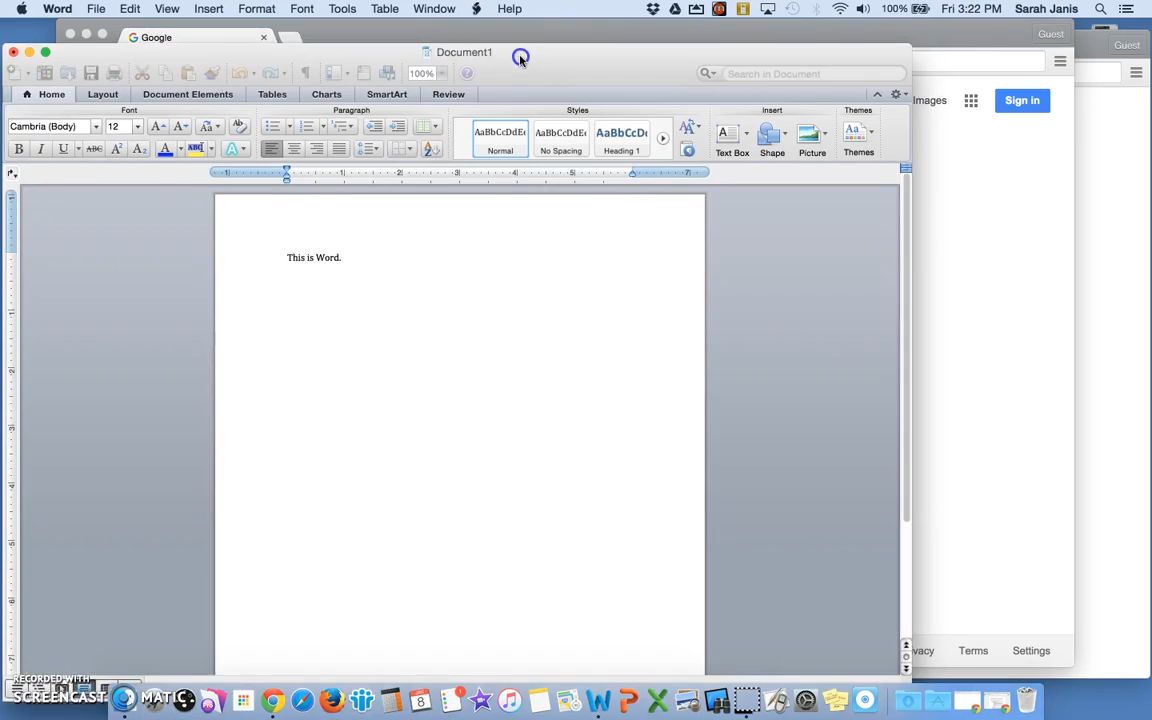 Word File Edit View Insert Format Font Tools Table Window Help 100% Fri 3:22 PM Sarah Janis
Google Guest
Guest
Document1
100% Search in Document
Home Layout Document Elements Tables Charts SmartArt Review
Images Sign in
Font Paragraph Styles Insert Themes
Cambria (Body) 12
AaBbCcDdEe AaBbCcDdEe AaBbCcDd
Normal No Spacing Heading 1 Text Box Shape Picture Themes
This is Word.
vacy Terms Settings
RECORDED WITH
SCREENCAST MATIC